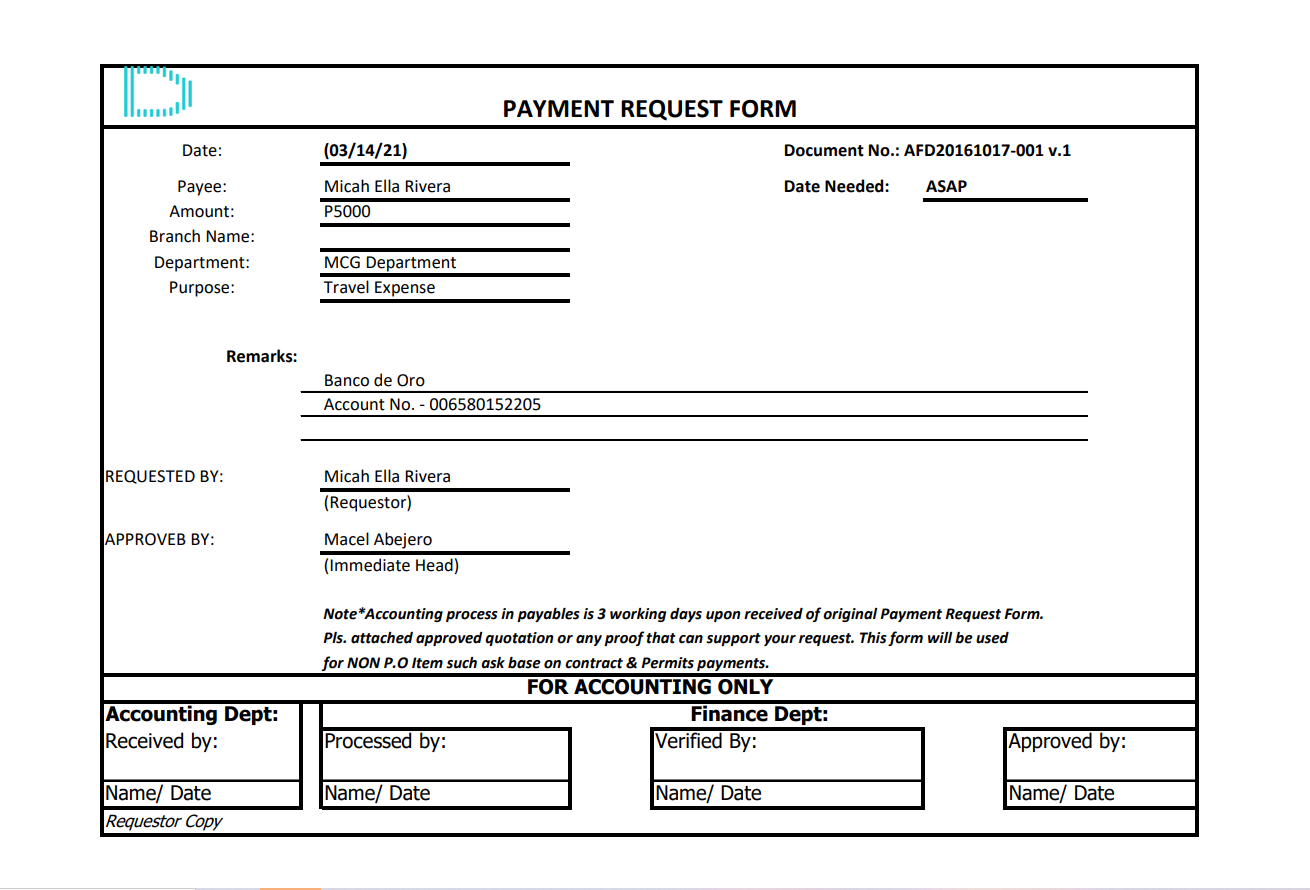 PAYMENT REQUEST FORM
Date: (03/14/21) Document No.: AFD20161017-001 v.1
Payee: Micah Ella Rivera Date Needed: ASAP
Amount: P5000
Branch Name:
Department: MCG Department
Purpose: Travel Expense
Remarks:
Banco de Oro
Account No. - 006580152205
REQUESTED BY: Micah Ella Rivera
(Requestor)
APPROVEB BY: Macel Abejero
(Immediate Head)
Note*Accounting process in payables is 3 working days upon received of original Payment Request Form.
Pls. attached approved quotation or any proof that can support your request. This form will be used
for NON P.O Item such ask base on contract & Permits payments.
FOR ACCOUNTING ONLY
Accounting Dept: Finance Dept:
Received by: Processed by: Verified By: Approved by:
Name/ Date Name/ Date Name/ Date Name/ Date
Requestor Copy